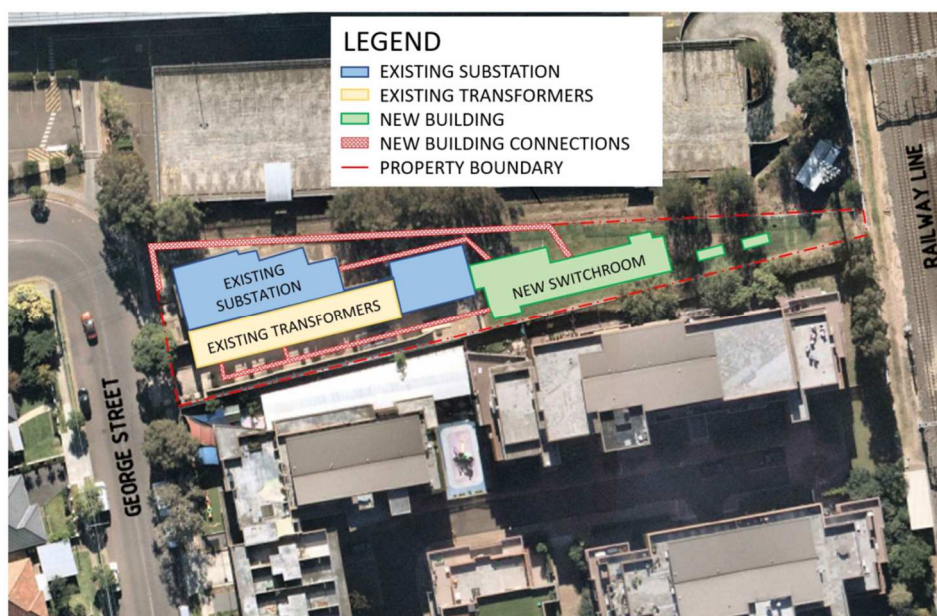 LEGEND
EXISTING SUBSTATION
EXISTING TRANSFORMERS
NEW BUILDING
NEW BUILDING CONNECTIONS
PROPERTY BOUNDARY
RAILWAY LINE
EXISTING
SUBSTATION
NEW SWITCHROOM
EXISTING TRANSFORMERS
GEORGE STREET